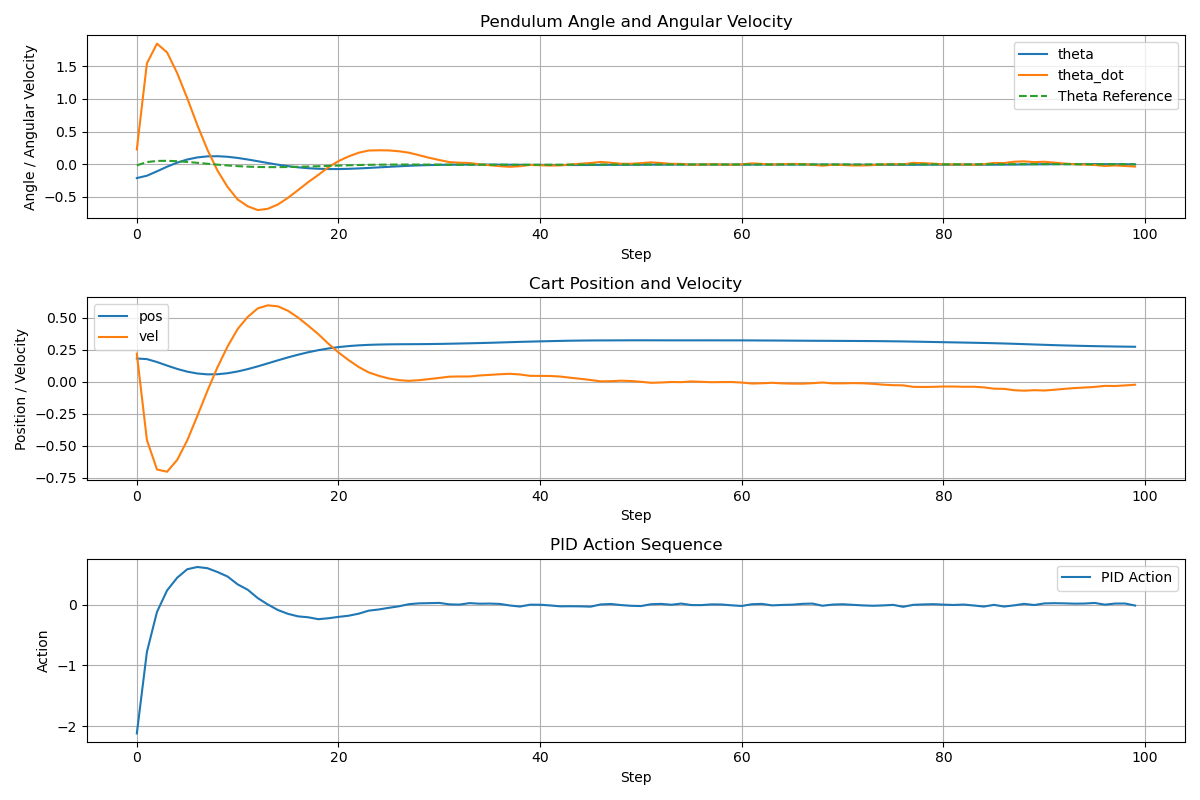 Pendulum Angle and Angular Velocity
Angle / Angular Velocity
1.5
1.0
0.5
0.0
−0.5
theta
theta_dot
Theta Reference
0 20 40 60 80 100
Step
Cart Position and Velocity
Position / Velocity
0.50
0.25
0.00
−0.25
−0.50
−0.75
pos
vel
0 20 40 60 80 100
Step
PID Action Sequence
Action
0
−1
−2
PID Action
0 20 40 60 80 100
Step